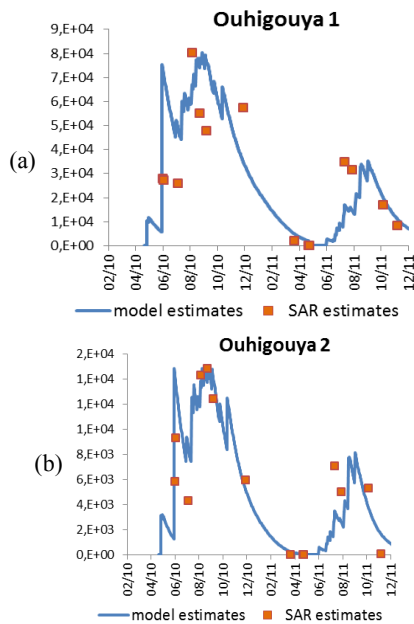 Ouhigouya 1
(a)
9,E+04
8,E+04
7,E+04
6,E+04
5,E+04
4,E+04
3,E+04
2,E+04
1,E+04
0,E+00
02/10
04/10
06/10
08/10
10/10
12/10
02/11
04/11
06/11
08/11
10/11
12/11
model estimates
SAR estimates
Ouhigouya 2
(b)
2,E+04
1,E+04
1,E+04
1,E+04
8,E+03
6,E+03
4,E+03
2,E+03
0,E+00
02/10
04/10
06/10
08/10
10/10
12/10
02/11
04/11
06/11
08/11
10/11
12/11
model estimates
SAR estimates